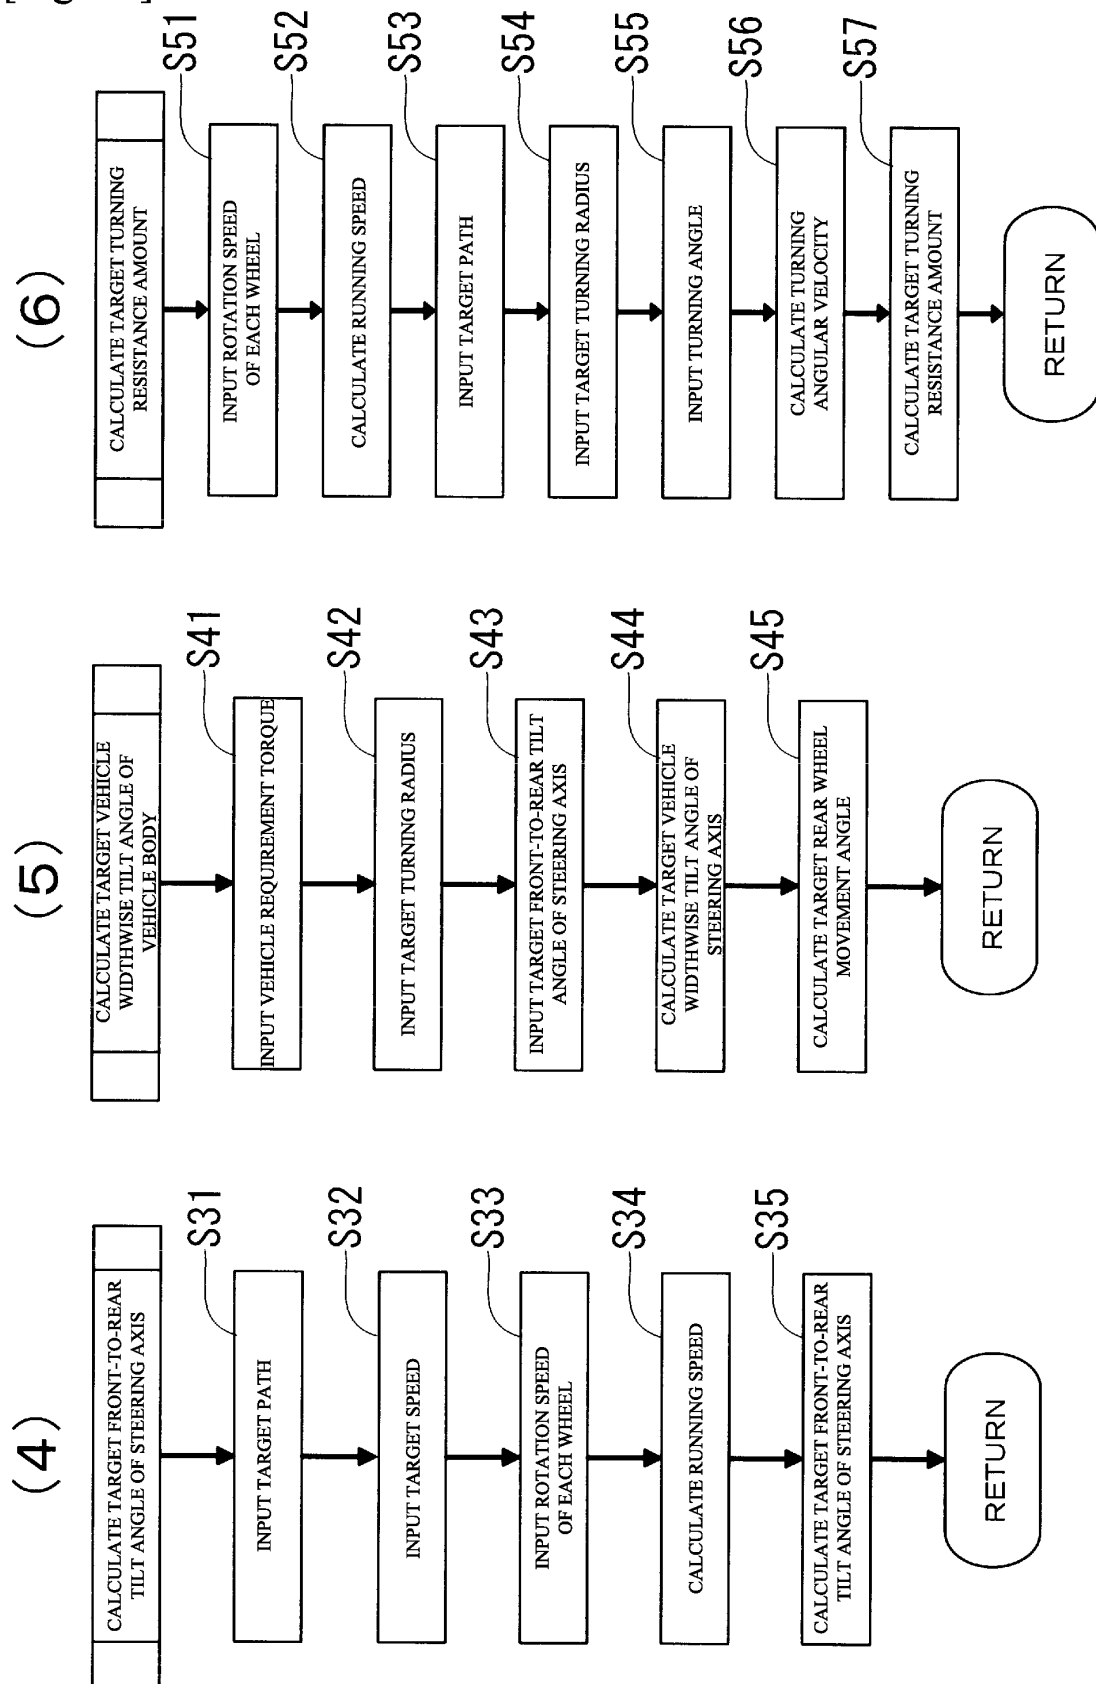 (4)
CALCULATE TARGET FRONT-TO-REAR
TILT ANGLE OF STEERING AXIS
S31
INPUT TARGET PATH
S32
INPUT TARGET SPEED
S33
INPUT ROTATION SPEED
OF EACH WHEEL
S34
CALCULATE RUNNING SPEED
S35
CALCULATE TARGET FRONT-TO-REAR
TILT ANGLE OF STEERING AXIS
RETURN
(5)
CALCULATE TARGET VEHICLE
WIDTHWISE TILT ANGLE OF
VEHICLE BODY
S41
INPUT VEHICLE REQUIREMENT TORQUE
S42
INPUT TARGET TURNING RADIUS
S43
INPUT TARGET FRONT-TO-REAR TILT
ANGLE OF STEERING AXIS
S44
CALCULATE TARGET VEHICLE
WIDTHWISE TILT ANGLE OF
STEERING AXIS
S45
CALCULATE TARGET REAR WHEEL
MOVEMENT ANGLE
RETURN
(6)
CALCULATE TARGET TURNING
RESISTANCE AMOUNT
S51
INPUT ROTATION SPEED
OF EACH WHEEL
S52
CALCULATE RUNNING SPEED
S53
INPUT TARGET PATH
S54
INPUT TARGET TURNING RADIUS
S55
INPUT TURNING ANGLE
S56
CALCULATE TURNING
ANGULAR VELOCITY
S57
CALCULATE TARGET TURNING
RESISTANCE AMOUNT
RETURN